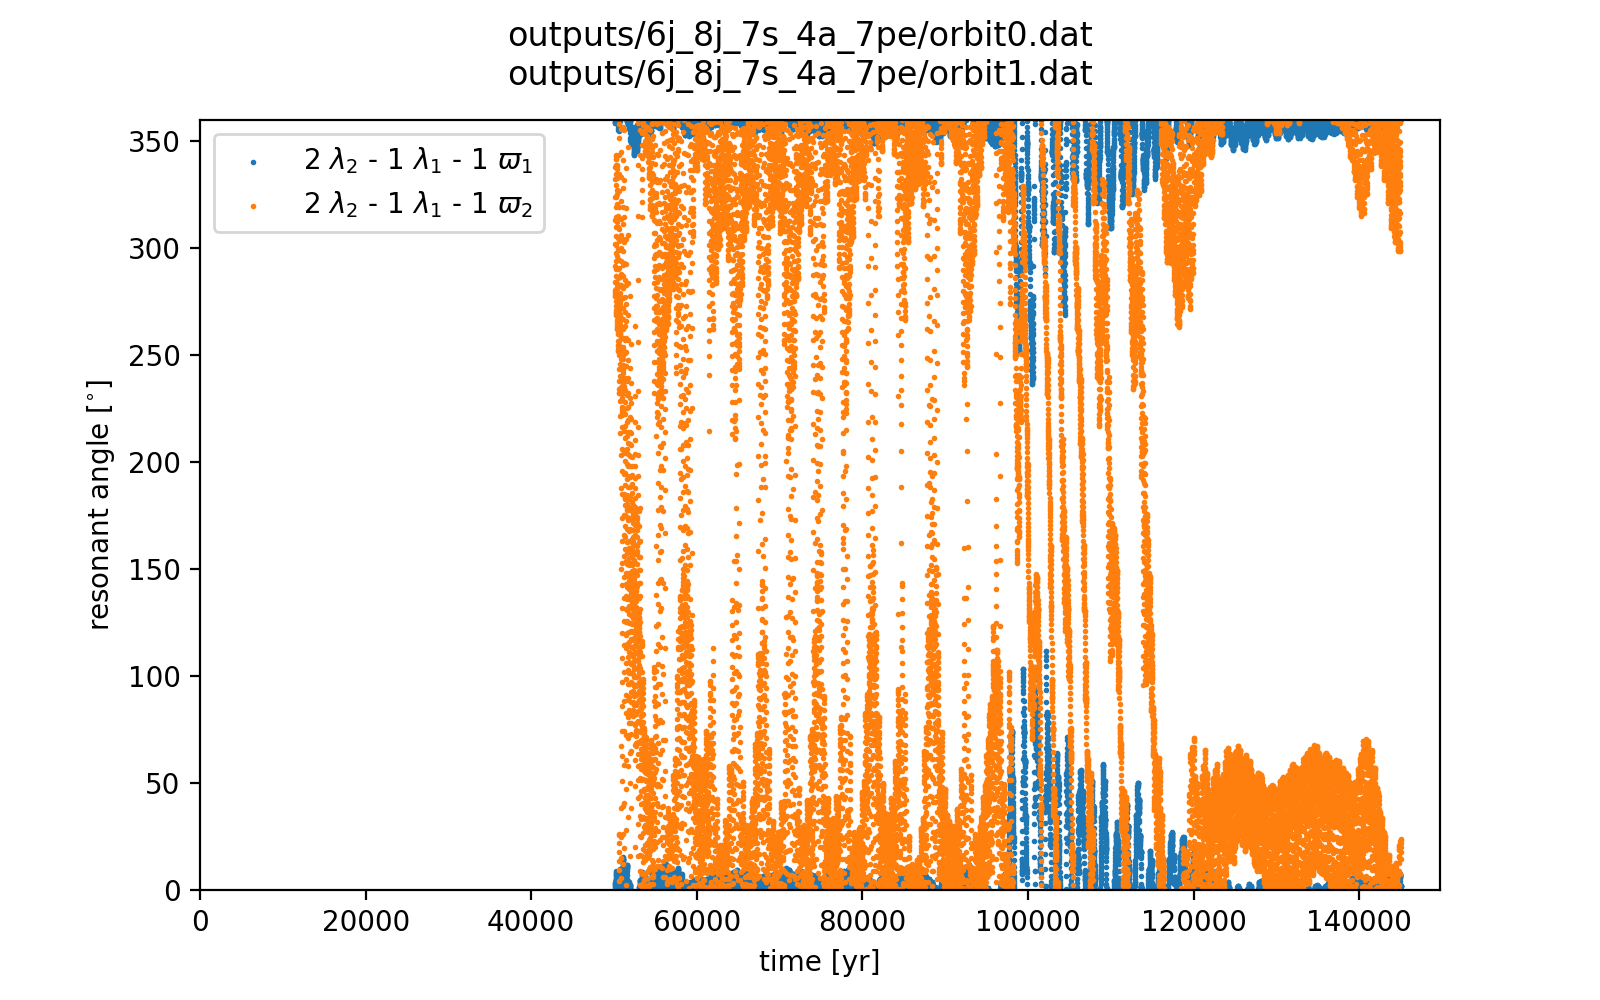 outputs/6j_8j_7s_4a_7pe/orbit0.dat
outputs/6j_8j_7s_4a_7pe/orbit1.dat
350
300
250
200
150
100
50
0
resonant angle [°]
2 λ₂ - 1 λ₁ - 1 ϖ₁
2 λ₂ - 1 λ₁ - 1 ϖ₂
0 20000 40000 60000 80000 100000 120000 140000
time [yr]